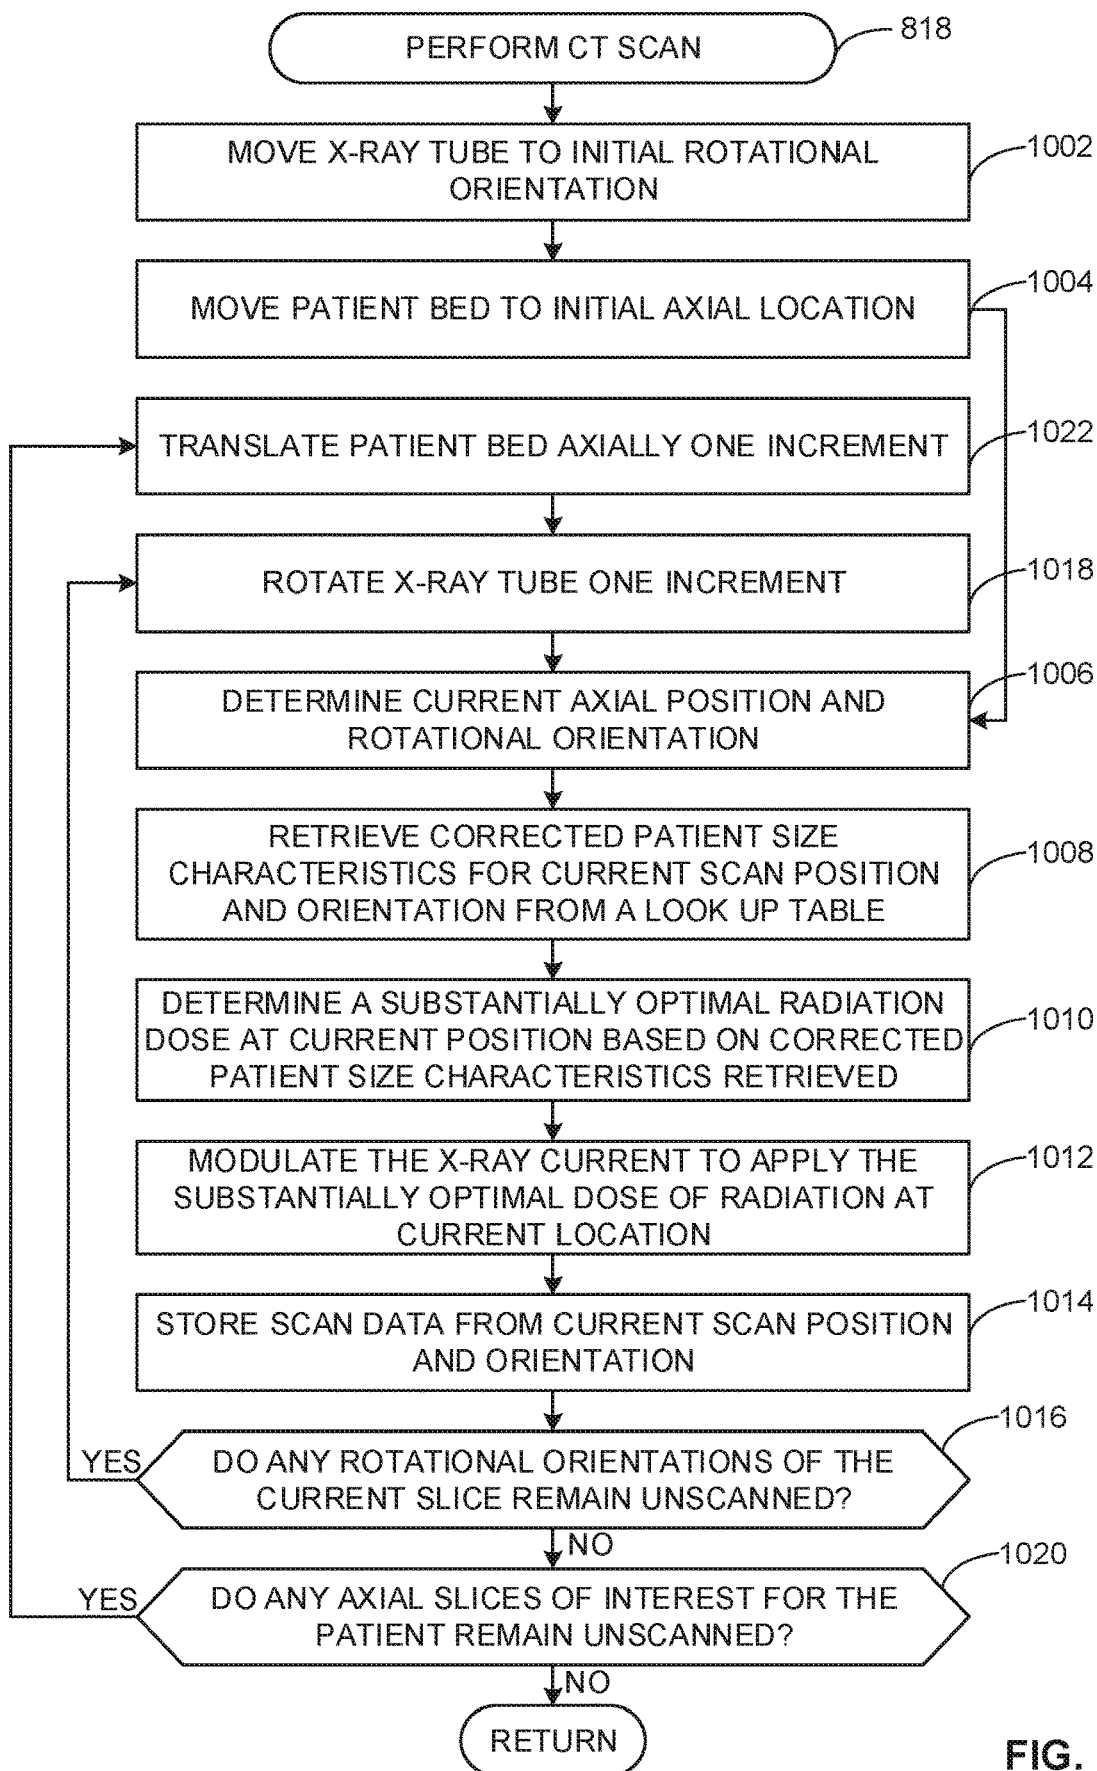 PERFORM CT SCAN
818
MOVE X-RAY TUBE TO INITIAL ROTATIONAL
ORIENTATION
1002
MOVE PATIENT BED TO INITIAL AXIAL LOCATION
1004
TRANSLATE PATIENT BED AXIALLY ONE INCREMENT
1022
ROTATE X-RAY TUBE ONE INCREMENT
1018
DETERMINE CURRENT AXIAL POSITION AND
ROTATIONAL ORIENTATION
1006
RETRIEVE CORRECTED PATIENT SIZE
CHARACTERISTICS FOR CURRENT SCAN POSITION
AND ORIENTATION FROM A LOOK UP TABLE
1008
DETERMINE A SUBSTANTIALLY OPTIMAL RADIATION
DOSE AT CURRENT POSITION BASED ON CORRECTED
PATIENT SIZE CHARACTERISTICS RETRIEVED
1010
MODULATE THE X-RAY CURRENT TO APPLY THE
SUBSTANTIALLY OPTIMAL DOSE OF RADIATION AT
CURRENT LOCATION
1012
STORE SCAN DATA FROM CURRENT SCAN POSITION
AND ORIENTATION
1014
YES
DO ANY ROTATIONAL ORIENTATIONS OF THE
CURRENT SLICE REMAIN UNSCANNED?
1016
NO
YES
DO ANY AXIAL SLICES OF INTEREST FOR THE
PATIENT REMAIN UNSCANNED?
1020
NO
RETURN
FIG.